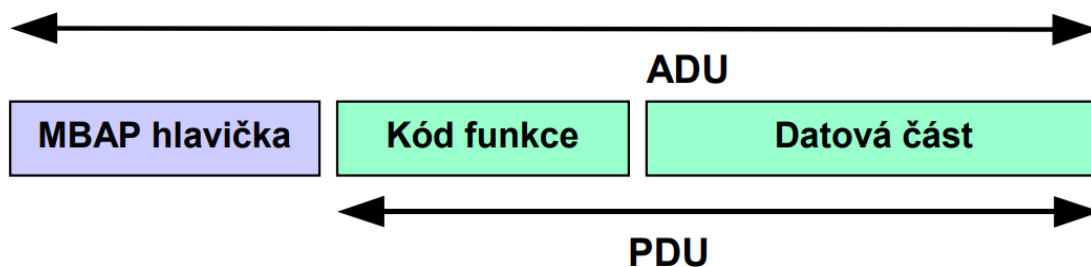 ADU
MBAP hlavička
Kód funkce
Datová část
PDU